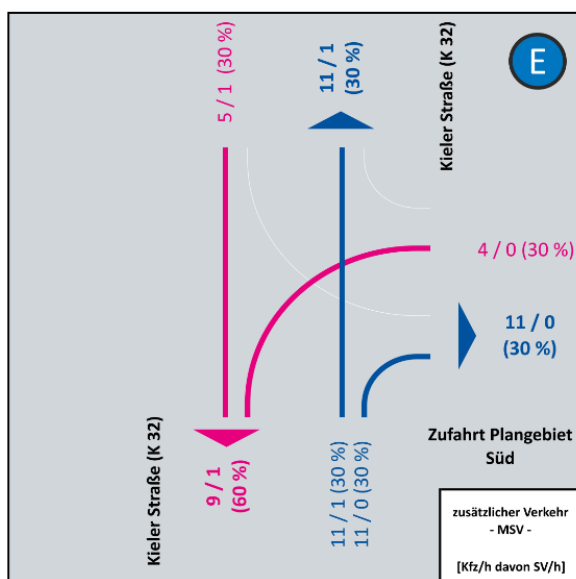 5 / 1 (30 %)
11 / 1
(30 %)
Kieler Straße (K 32)
E
4 / 0 (30 %)
11 / 0
(30 %)
Kieler Straße (K 32)
9 / 1
(60 %)
11 / 1 (30 %)
11 / 0 (30 %)
Zufahrt Plangebiet
Süd
zusätzlicher Verkehr
- MSV -
[Kfz/h davon SV/h]